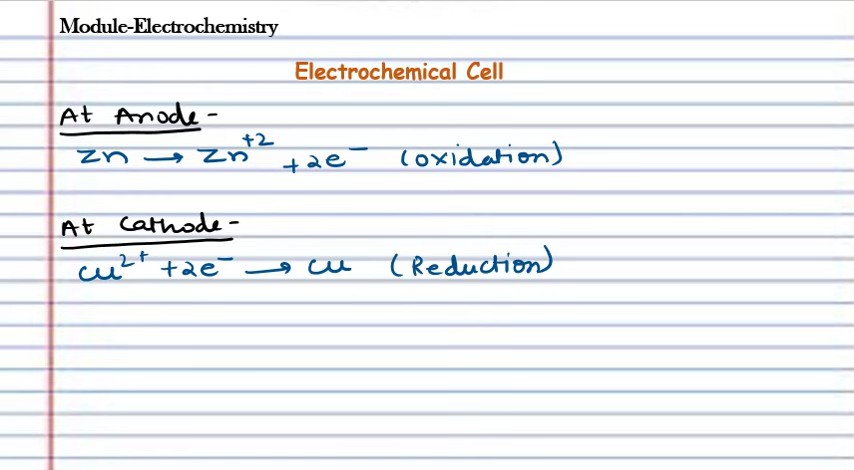 Module-Electrochemistry
Electrochemical Cell
At Anode -
Zn → Zn⁺² + 2e⁻ (oxidation)
At Cathode -
Cu²⁺ + 2e⁻ → Cu (Reduction)